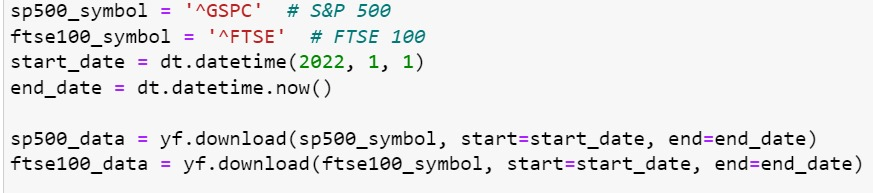 sp500_symbol = '^GSPC'  # S&P 500
ftse100_symbol = '^FTSE'  # FTSE 100
start_date = dt.datetime(2022, 1, 1)
end_date = dt.datetime.now()

sp500_data = yf.download(sp500_symbol, start=start_date, end=end_date)
ftse100_data = yf.download(ftse100_symbol, start=start_date, end=end_date)